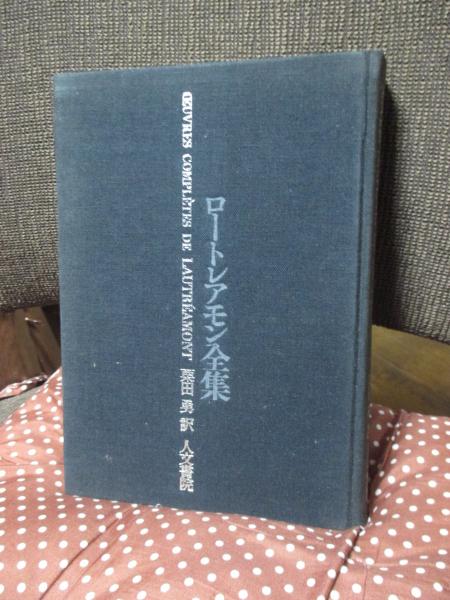 ロートレアモン全集
ŒUVRES COMPLÈTES DE LAUTRÉAMONT 栗田 勇 訳 人文書院